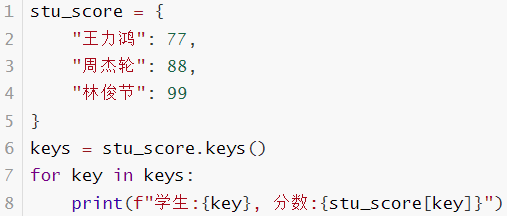 1 stu_score = {
2     "王力鸿": 77,
3     "周杰轮": 88,
4     "林俊节": 99
5 }
6 keys = stu_score.keys()
7 for key in keys:
8     print(f"学生:{key}, 分数:{stu_score[key]}")